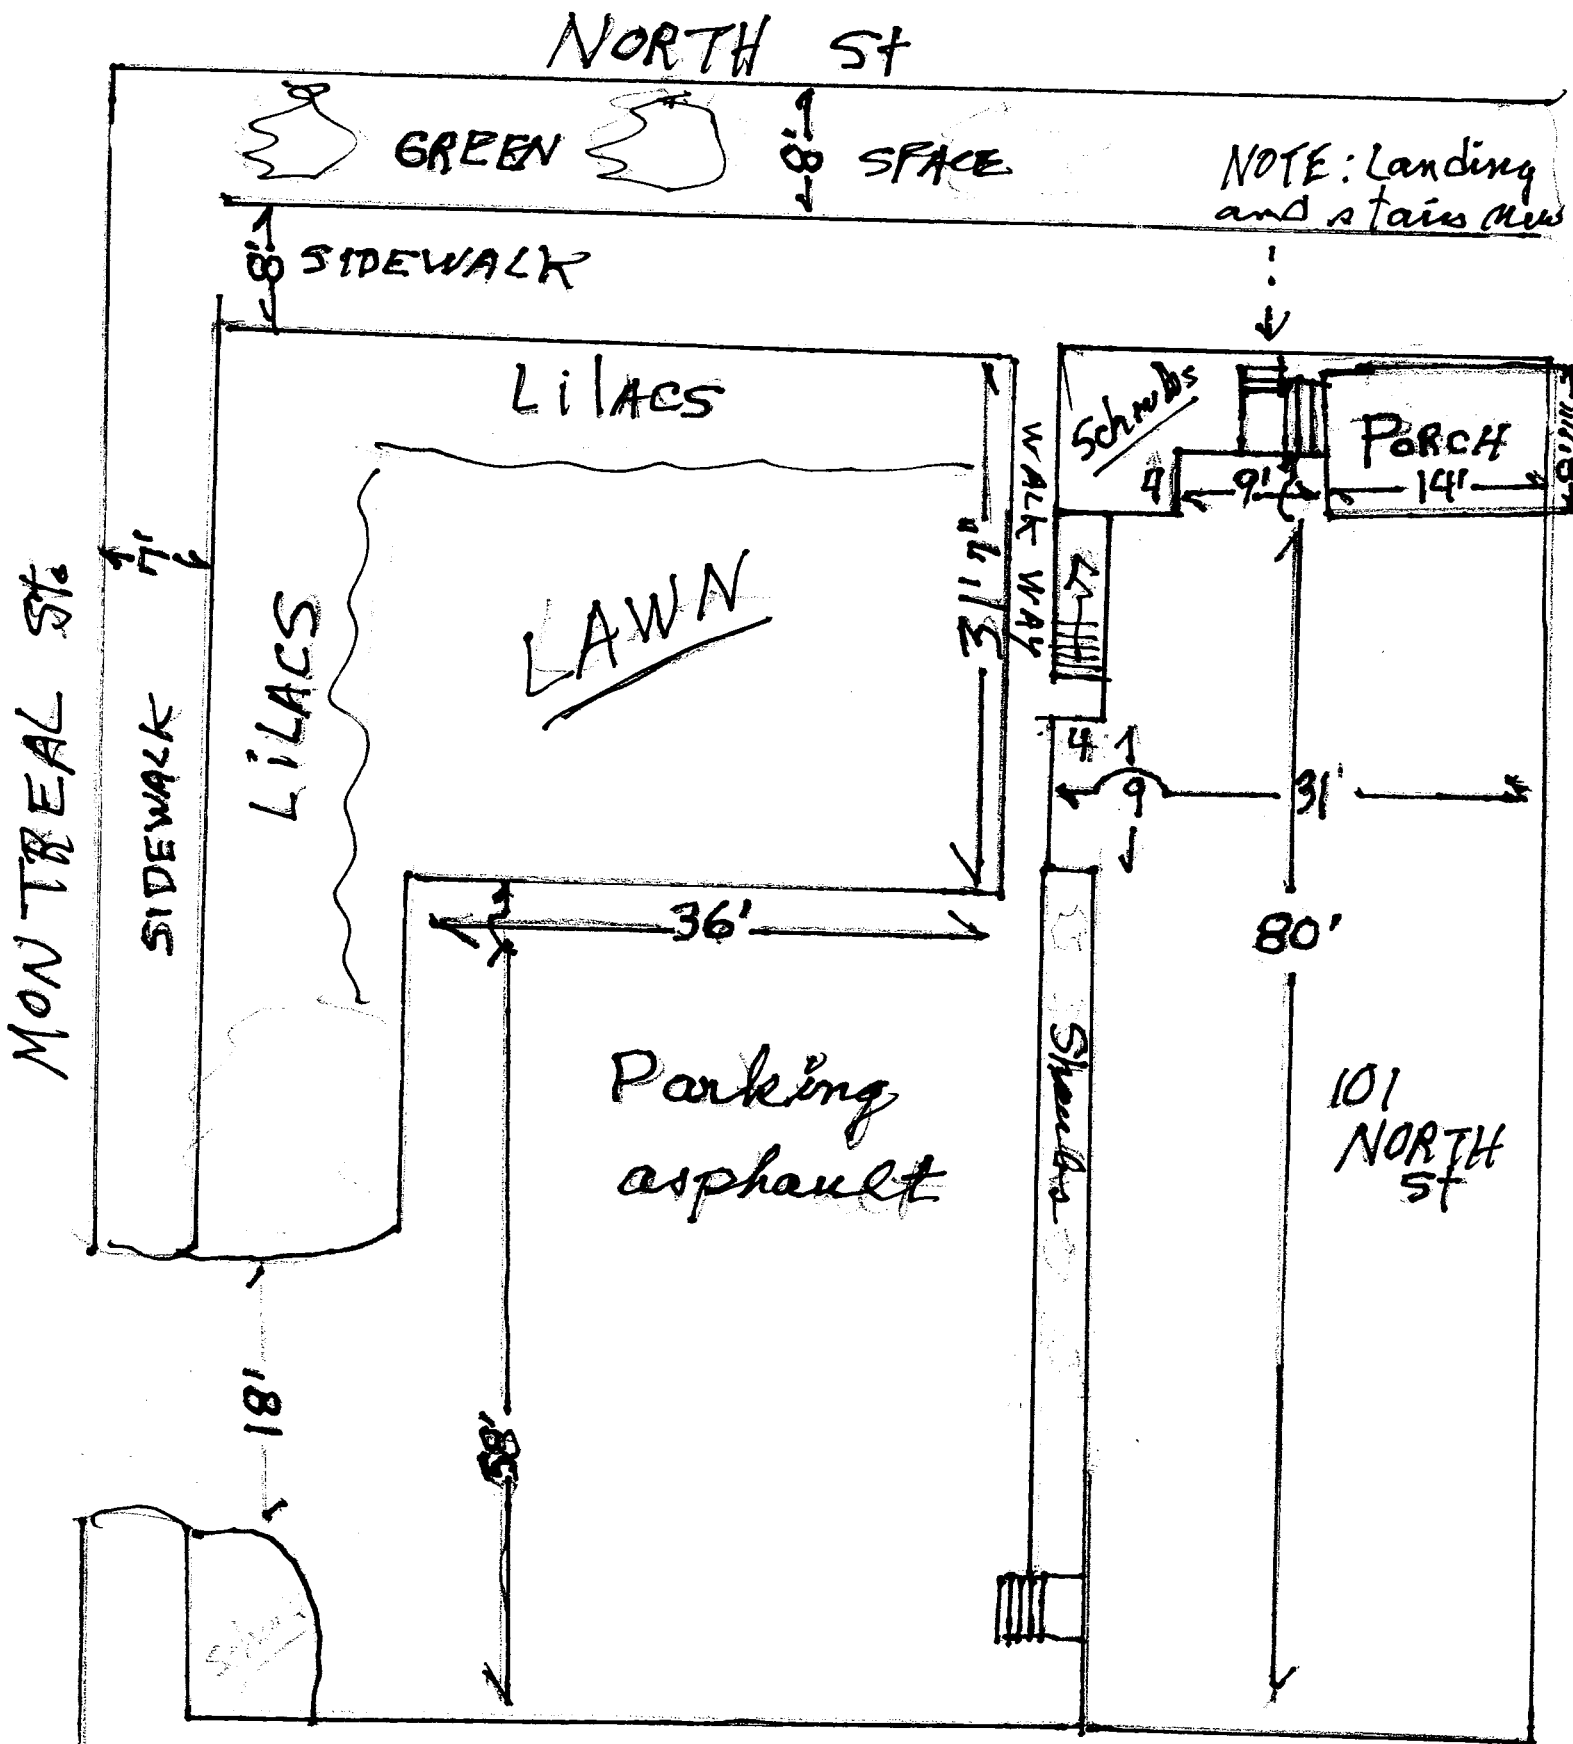 NORTH St
GREEN
8'
SPACE
NOTE: Landing
and stairs new
8'
SIDEWALK
Lilacs
WALK WAY
Schrubs
PORCH
4
9'
14'
7'
MONTREAL St.
SIDEWALK
LiLACS
LAWN
31'4"
4
9
31'
36'
80'
Parking
asphault
Shrubs
101
NORTH
St
18'
58'